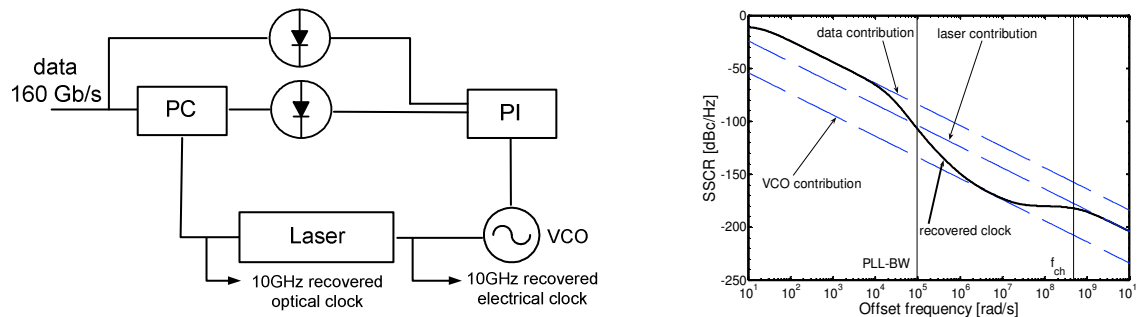 data
160 Gb/s
PC
PI
Laser
VCO
10GHz recovered
optical clock
10GHz recovered
electrical clock
SSCR [dBc/Hz]
0
-50
-100
-150
-200
-250
data contribution
laser contribution
VCO contribution
recovered clock
PLL-BW
f_ch
10^1
10^2
10^3
10^4
10^5
10^6
10^7
10^8
10^9
10^1
Offset frequency [rad/s]